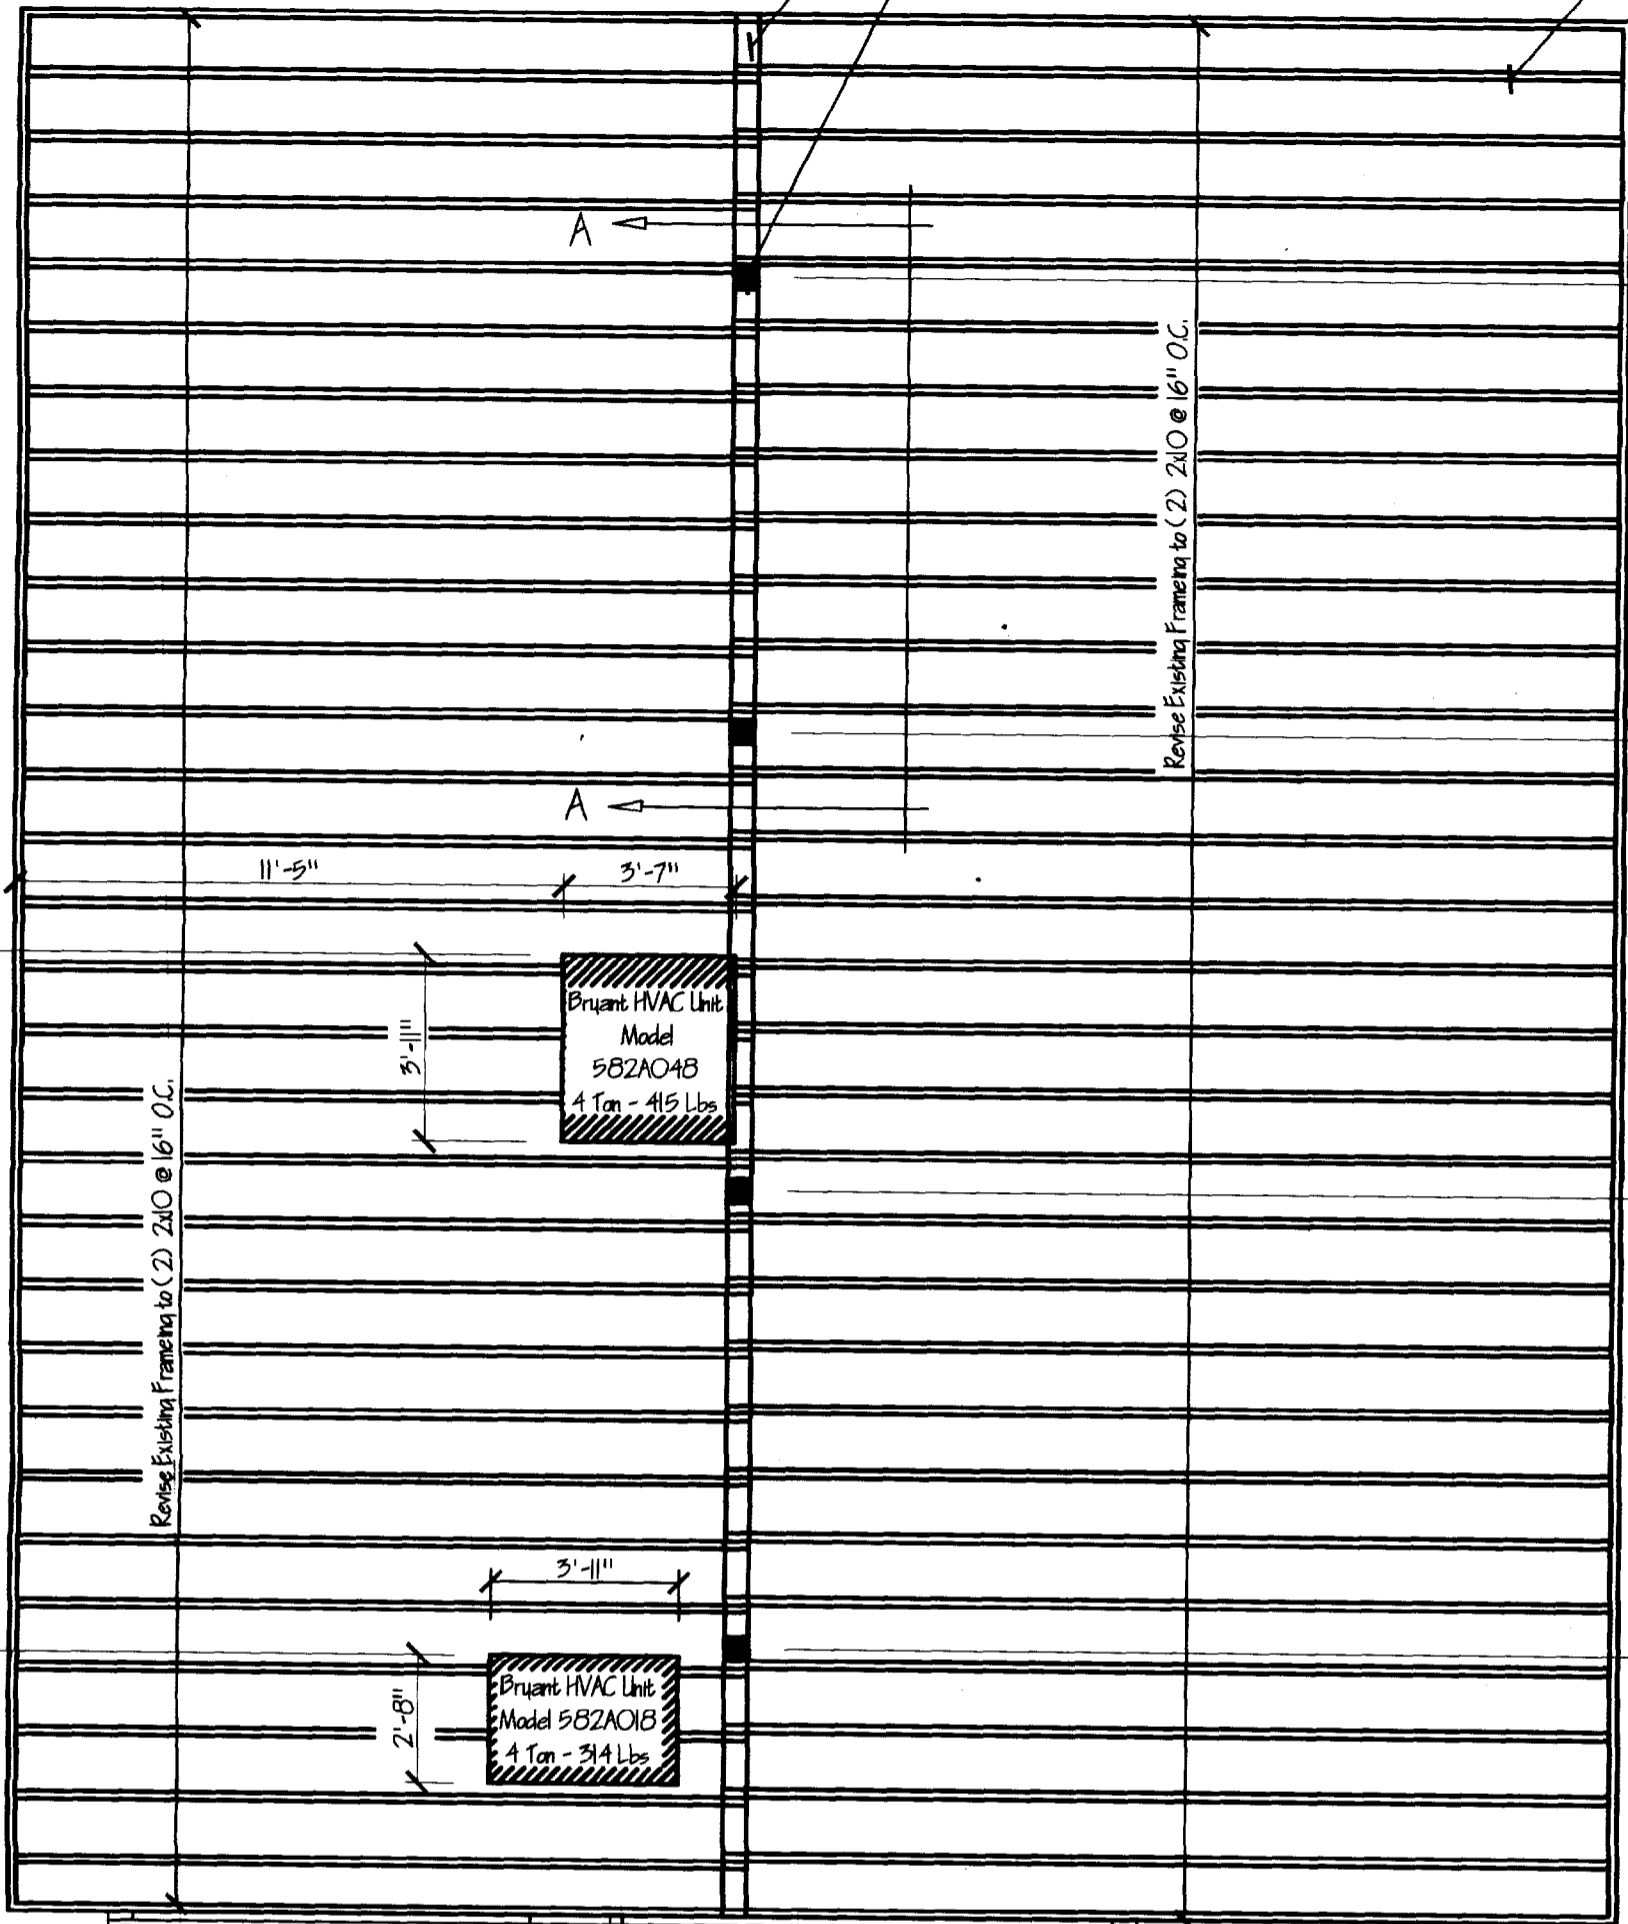 A
Revise Existing Frameing to (2) 2x10 @ 16" O.C.
A
11'-5"
3'-7"
3'-11"
Bryant HVAC Unit
Model
582A048
4 Ton - 415 Lbs
Revise Existing Frameing to (2) 2x10 @ 16" O.C.
3'-11"
2'-8"
Bryant HVAC Unit
Model 582A018
4 Ton - 314 Lbs